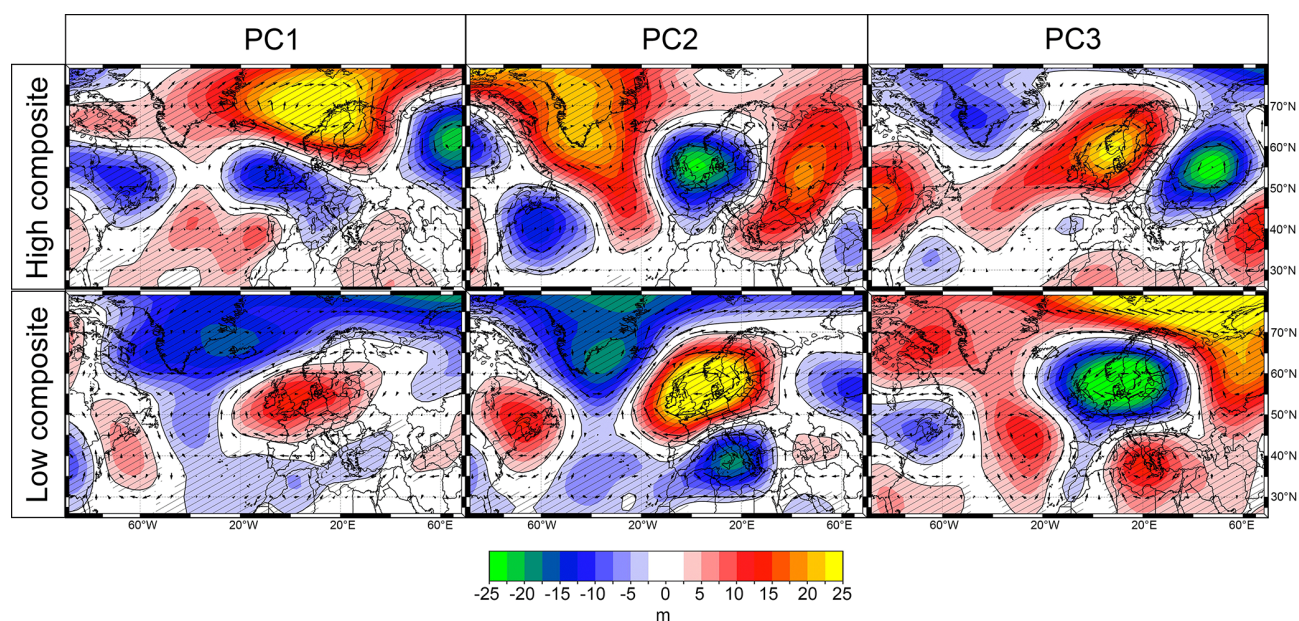 PC1 PC2 PC3
High composite
70°N
60°N
50°N
40°N
30°N
Low composite
70°N
60°N
50°N
40°N
30°N
60°W 20°W 20°E 60°E 60°W 20°W 20°E 60°E 60°W 20°W 20°E 60°E
-25 -20 -15 -10 -5 0 5 10 15 20 25
m